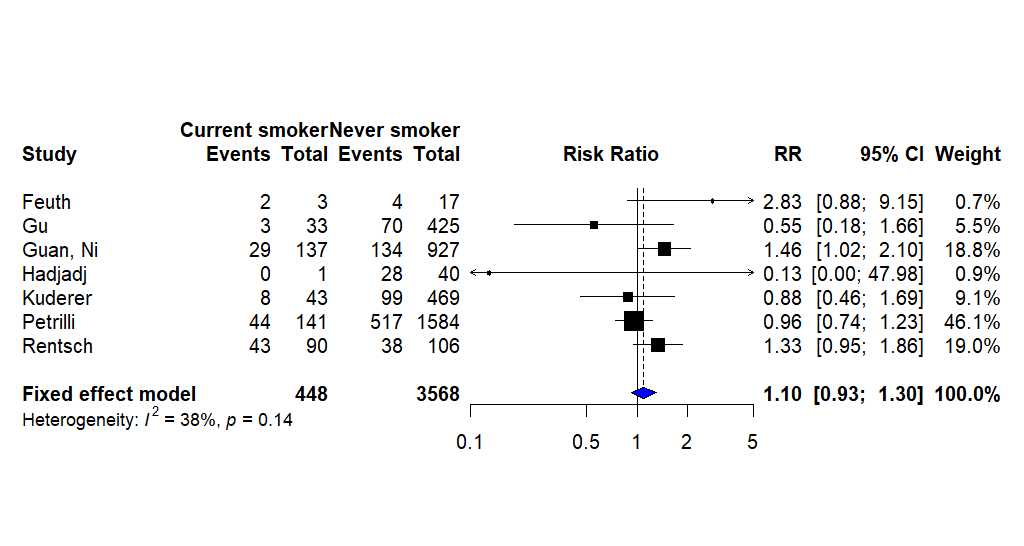 Current smoker Never smoker
Study Events Total Events Total Risk Ratio RR 95% CI Weight
Feuth 2 3 4 17 2.83 [0.88; 9.15] 0.7%
Gu 3 33 70 425 0.55 [0.18; 1.66] 5.5%
Guan, Ni 29 137 134 927 1.46 [1.02; 2.10] 18.8%
Hadjadj 0 1 28 40 0.13 [0.00; 47.98] 0.9%
Kuderer 8 43 99 469 0.88 [0.46; 1.69] 9.1%
Petrilli 44 141 517 1584 0.96 [0.74; 1.23] 46.1%
Rentsch 43 90 38 106 1.33 [0.95; 1.86] 19.0%
Fixed effect model 448 3568 1.10 [0.93; 1.30] 100.0%
Heterogeneity: I² = 38%, p = 0.14
0.1 0.5 1 2 5